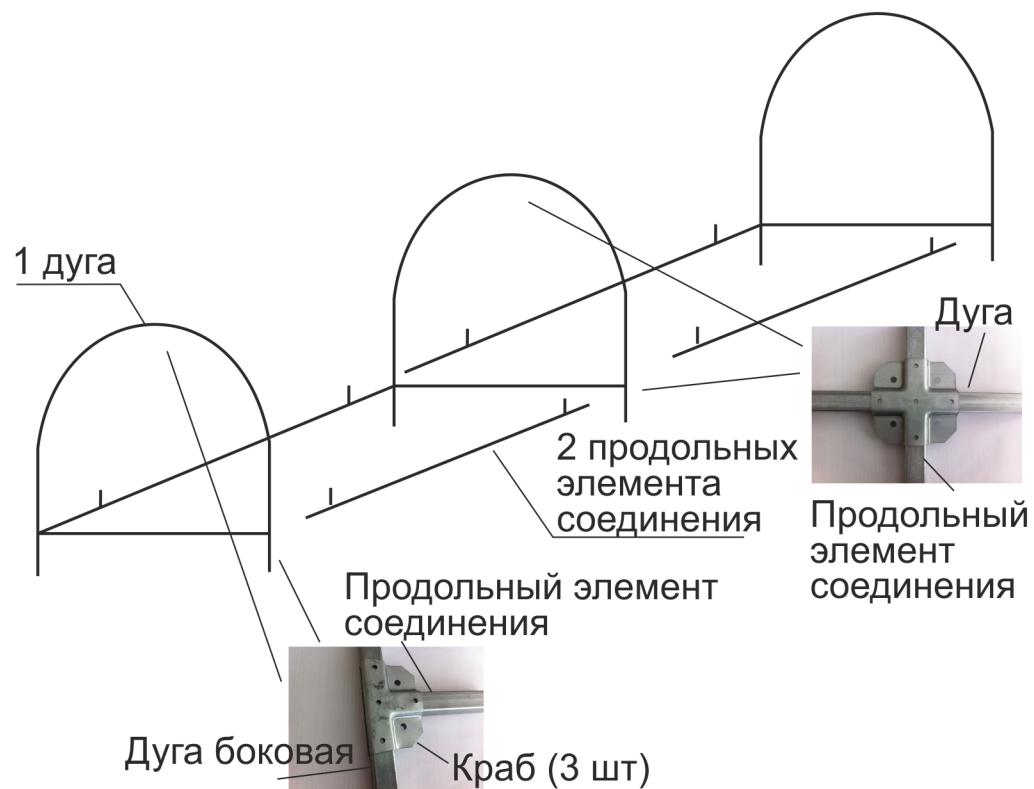 1 дуга
Дуга
2 продольных
элемента
соединения
Продольный
элемент
соединения
Продольный элемент
соединения
Дуга боковая
Краб (3 шт)